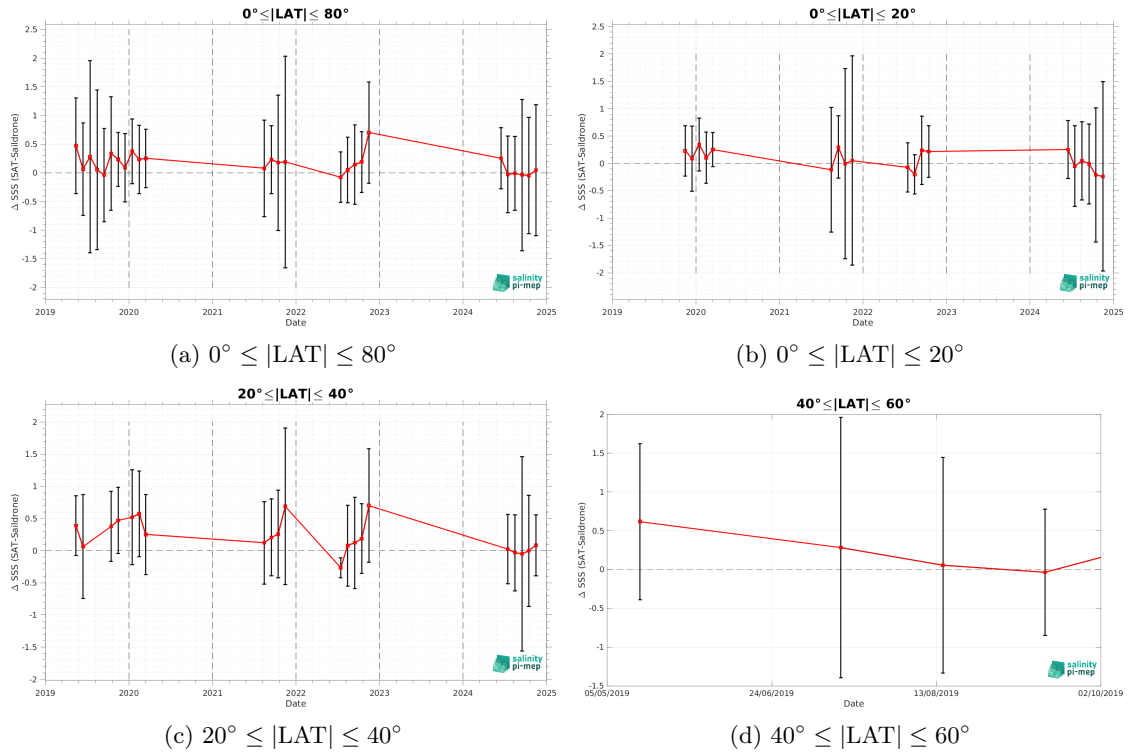 0°≤|LAT|≤ 80°
Δ SSS (SAT-Saildrone)
2.5
2
1.5
1
0.5
0
-0.5
-1
-1.5
-2
2019 2020 2021 2022 2023 2024 2025
Date
salinity
pi-mep
(a) 0° ≤ |LAT| ≤ 80°
0°≤|LAT|≤ 20°
Δ SSS (SAT-Saildrone)
2.5
2
1.5
1
0.5
0
-0.5
-1
-1.5
-2
2019 2020 2021 2022 2023 2024 2025
Date
salinity
pi-mep
(b) 0° ≤ |LAT| ≤ 20°
20°≤|LAT|≤ 40°
Δ SSS (SAT-Saildrone)
2
1.5
1
0.5
0
-0.5
-1
-1.5
-2
2019 2020 2021 2022 2023 2024 2025
Date
salinity
pi-mep
(c) 20° ≤ |LAT| ≤ 40°
40°≤|LAT|≤ 60°
Δ SSS (SAT-Saildrone)
2
1.5
1
0.5
0
-0.5
-1
-1.5
05/05/2019 24/06/2019 13/08/2019 02/10/2019
Date
salinity
pi-mep
(d) 40° ≤ |LAT| ≤ 60°